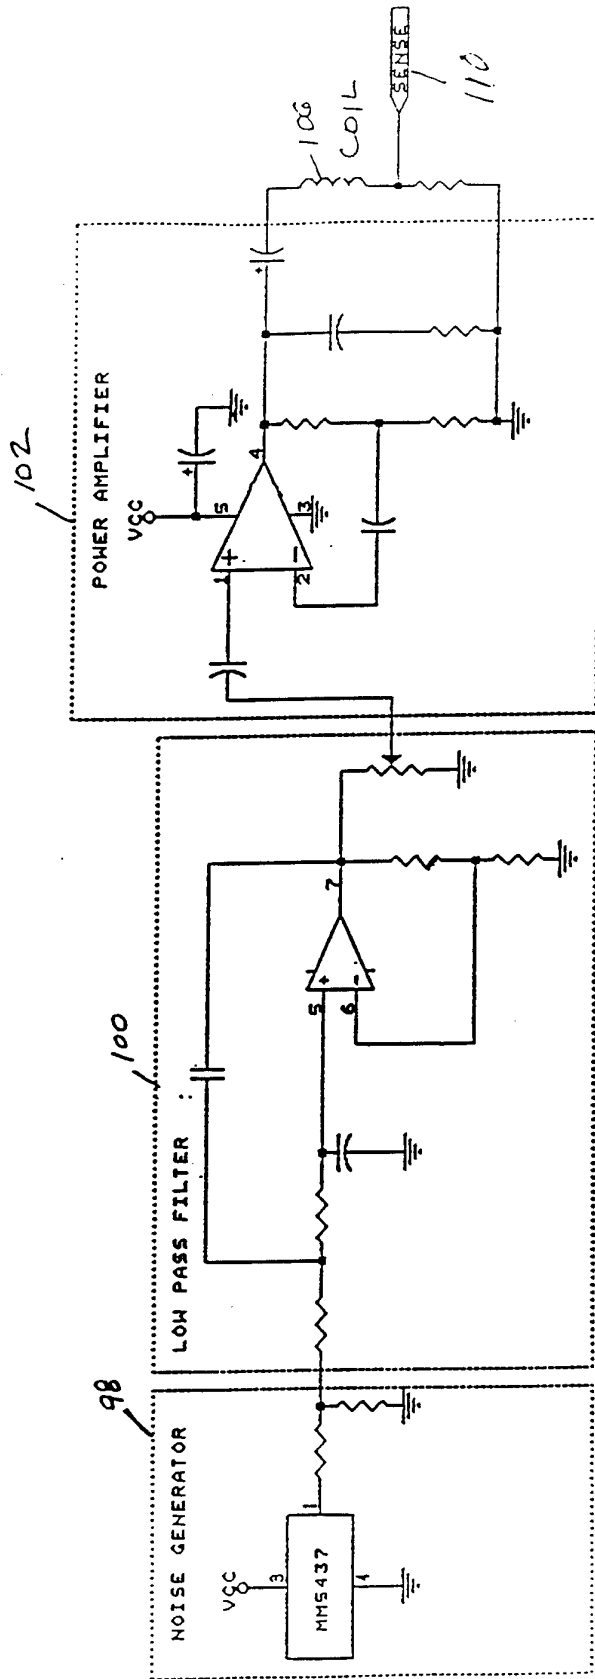 98
NOISE GENERATOR
VCC
3
MM5437
1
4
100
LOW PASS FILTER
5
+
6
-
7
102
POWER AMPLIFIER
VCC
+
1
+
5
2
-
3
4
+
106
COIL
SENSE
110